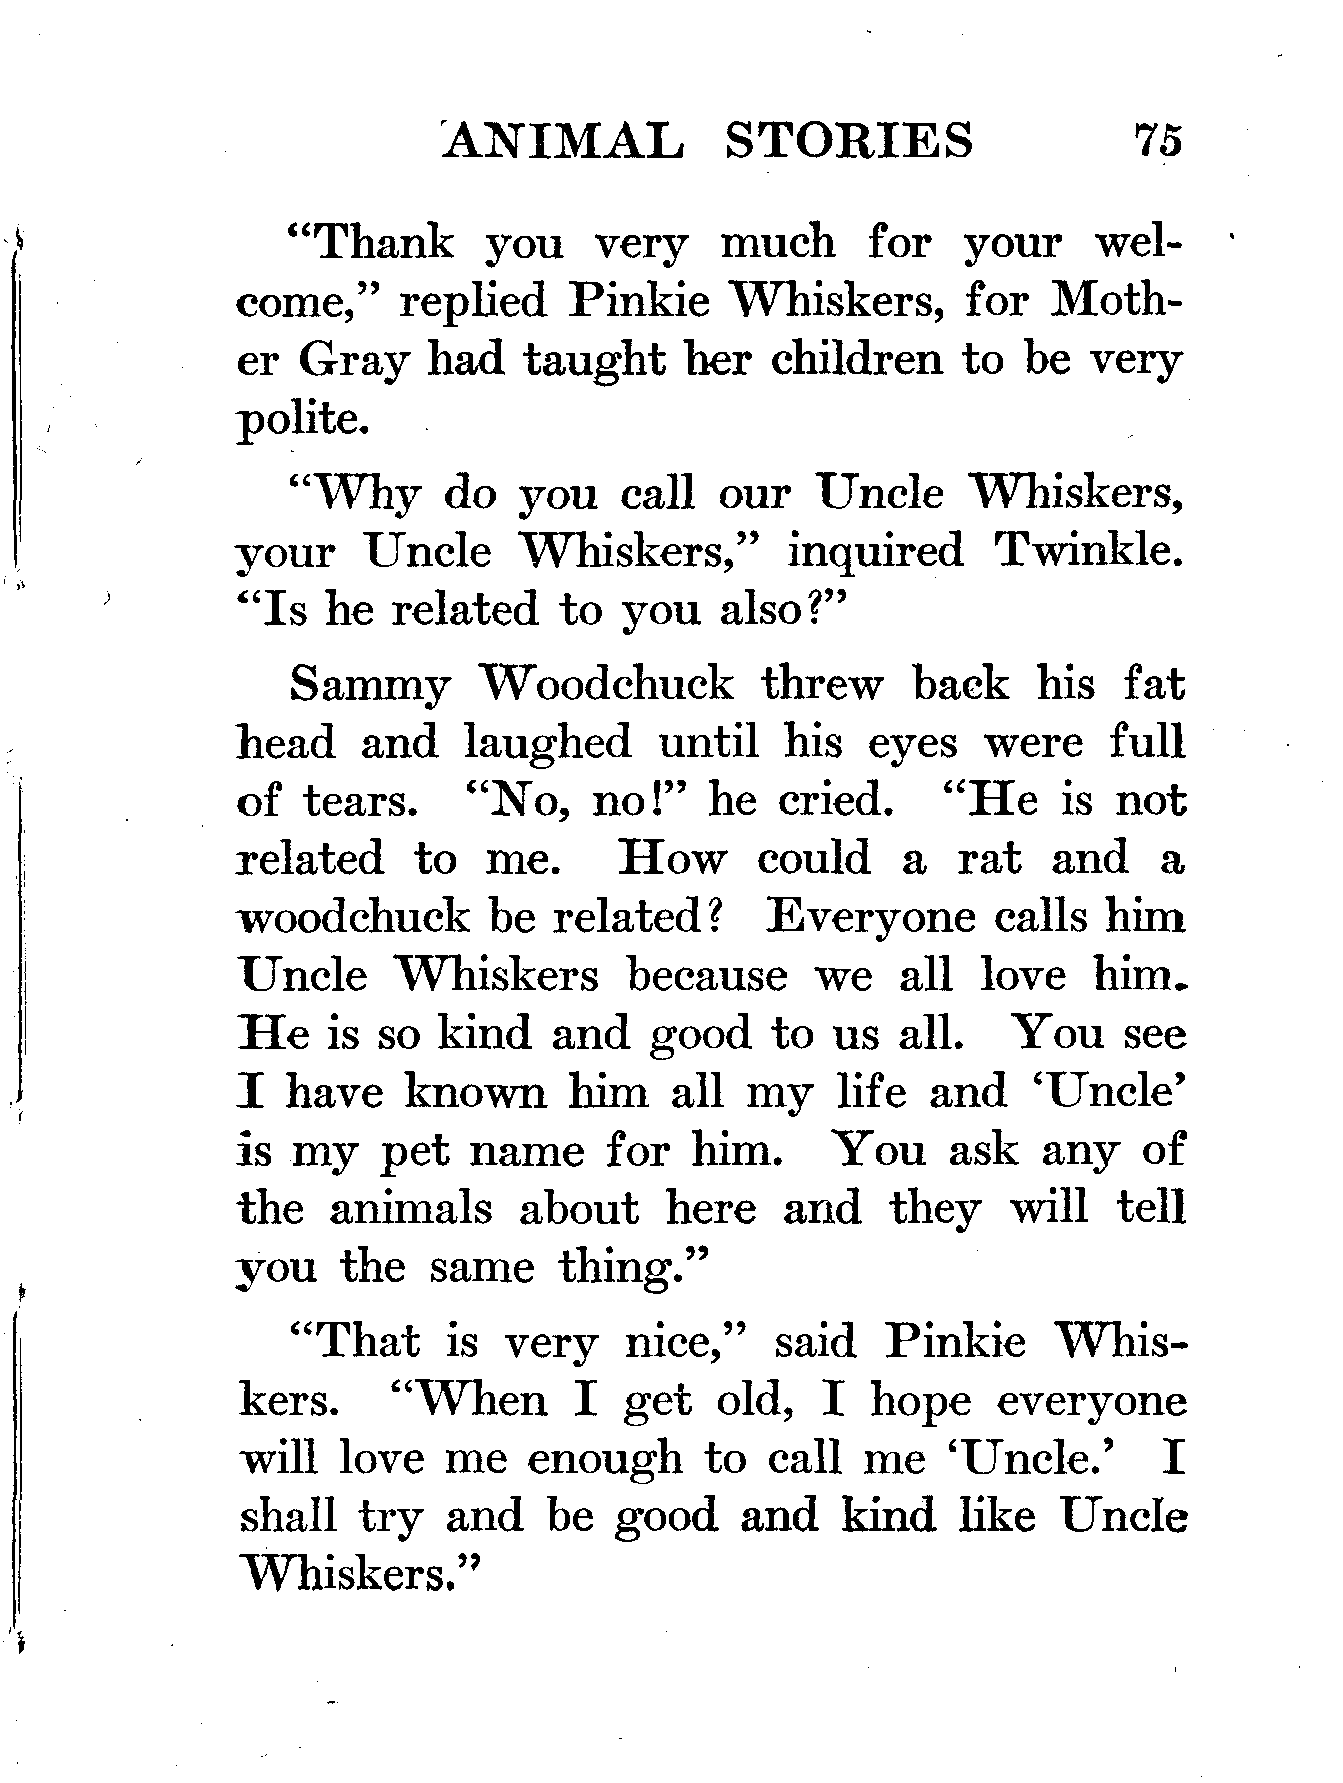 ANIMAL STORIES 75
“Thank you very much for your wel-
come,” replied Pinkie Whiskers, for Moth-
er Gray had taught her children to be very
polite.
“Why do you call our Uncle Whiskers,
your Uncle Whiskers,” inquired Twinkle.
“Is he related to you also?”
Sammy Woodchuck threw back his fat
head and laughed until his eyes were full
of tears. “No, no!” he cried. “He is not
related to me. How could a rat and a
woodchuck be related? Everyone calls him
Uncle Whiskers because we all love him.
He is so kind and good to us all. You see
I have known him all my life and ‘Uncle’
is my pet name for him. You ask any of
the animals about here and they will tell
you the same thing.”
“That is very nice,” said Pinkie Whis-
kers. “When I get old, I hope everyone
will love me enough to call me ‘Uncle.’ I
shall try and be good and kind like Uncle
Whiskers.”